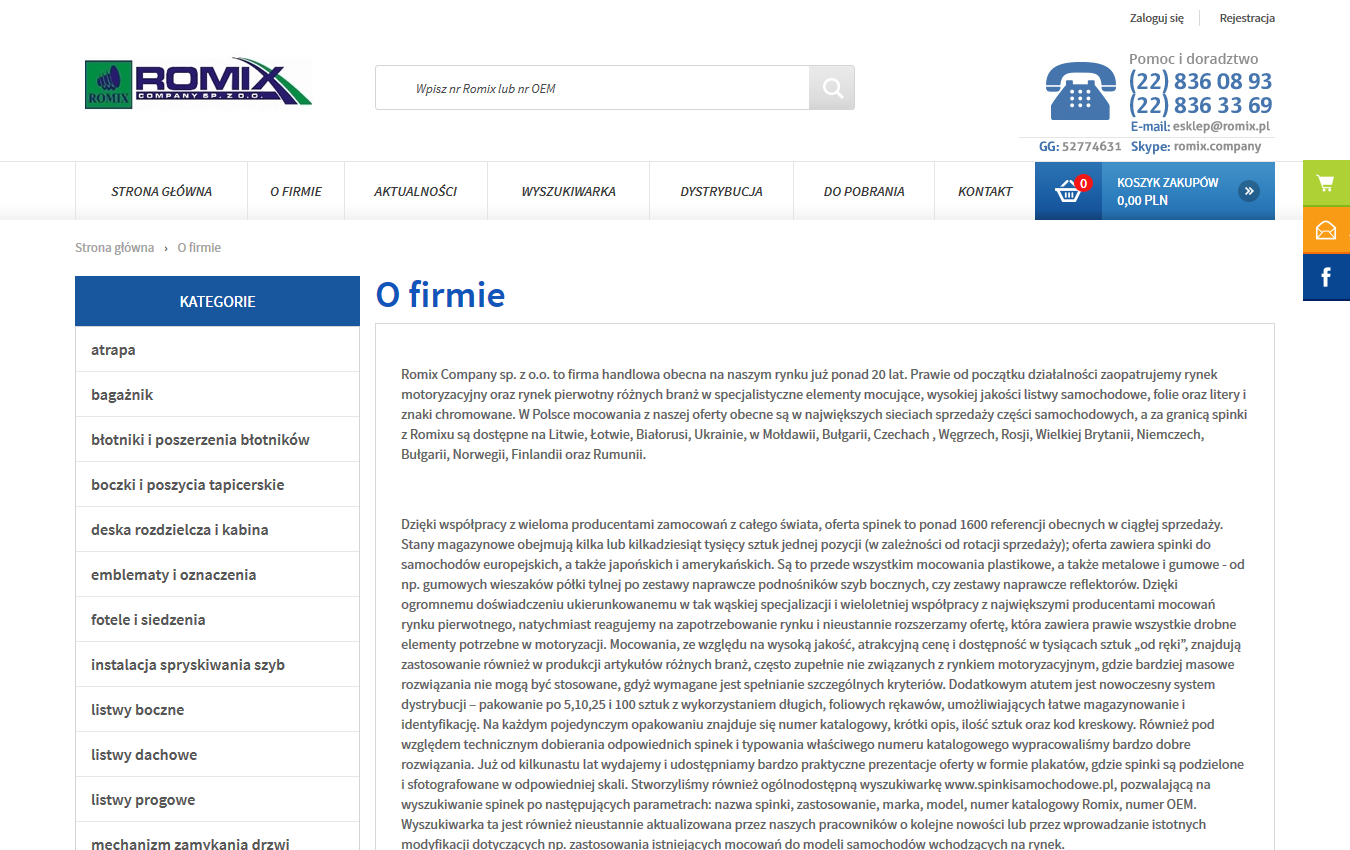 Zaloguj się
Rejestracja
ROMIX
ROMIX
COMPANY SP. Z O.O.
Wpisz nr Romix lub nr OEM
Pomoc i doradztwo
(22) 836 08 93
(22) 836 33 69
E-mail: esklep@romix.pl
GG: 52774631 Skype: romix.company
STRONA GŁÓWNA
O FIRMIE
AKTUALNOŚCI
WYSZUKIWARKA
DYSTRYBUCJA
DO POBRANIA
KONTAKT
0
KOSZYK ZAKUPÓW
0,00 PLN
Strona główna › O firmie
KATEGORIE
atrapa
bagażnik
błotniki i poszerzenia błotników
boczki i poszycia tapicerskie
deska rozdzielcza i kabina
emblematy i oznaczenia
fotele i siedzenia
instalacja spryskiwania szyb
listwy boczne
listwy dachowe
listwy progowe
mechanizm zamykania drzwi
O firmie
Romix Company sp. z o.o. to firma handlowa obecna na naszym rynku już ponad 20 lat. Prawie od początku działalności zaopatrujemy rynek
motoryzacyjny oraz rynek pierwotny różnych branż w specjalistyczne elementy mocujące, wysokiej jakości listwy samochodowe, folie oraz litery i
znaki chromowane. W Polsce mocowania z naszej oferty obecne są w największych sieciach sprzedaży części samochodowych, a za granicą spinki
z Romixu są dostępne na Litwie, Łotwie, Białorusi, Ukrainie, w Mołdawii, Bułgarii, Czechach , Węgrzech, Rosji, Wielkiej Brytanii, Niemczech,
Bułgarii, Norwegii, Finlandii oraz Rumunii.
Dzięki współpracy z wieloma producentami zamocowań z całego świata, oferta spinek to ponad 1600 referencji obecnych w ciągłej sprzedaży.
Stany magazynowe obejmują kilka lub kilkadziesiąt tysięcy sztuk jednej pozycji (w zależności od rotacji sprzedaży); oferta zawiera spinki do
samochodów europejskich, a także japońskich i amerykańskich. Są to przede wszystkim mocowania plastikowe, a także metalowe i gumowe - od
np. gumowych wieszaków półki tylnej po zestawy naprawcze podnośników szyb bocznych, czy zestawy naprawcze reflektorów. Dzięki
ogromnemu doświadczeniu ukierunkowanemu w tak wąskiej specjalizacji i wieloletniej współpracy z największymi producentami mocowań
rynku pierwotnego, natychmiast reagujemy na zapotrzebowanie rynku i nieustannie rozszerzamy ofertę, która zawiera prawie wszystkie drobne
elementy potrzebne w motoryzacji. Mocowania, ze względu na wysoką jakość, atrakcyjną cenę i dostępność w tysiącach sztuk „od ręki”, znajdują
zastosowanie również w produkcji artykułów różnych branż, często zupełnie nie związanych z rynkiem motoryzacyjnym, gdzie bardziej masowe
rozwiązania nie mogą być stosowane, gdyż wymagane jest spełnianie szczególnych kryteriów. Dodatkowym atutem jest nowoczesny system
dystrybucji – pakowanie po 5,10,25 i 100 sztuk z wykorzystaniem długich, foliowych rękawów, umożliwiających łatwe magazynowanie i
identyfikację. Na każdym pojedynczym opakowaniu znajduje się numer katalogowy, krótki opis, ilość sztuk oraz kod kreskowy. Również pod
względem technicznym dobierania odpowiednich spinek i typowania właściwego numeru katalogowego wypracowaliśmy bardzo dobre
rozwiązania. Już od kilkunastu lat wydajemy i udostępniamy bardzo praktyczne prezentacje oferty w formie plakatów, gdzie spinki są podzielone
i sfotografowane w odpowiedniej skali. Stworzyliśmy również ogólnodostępną wyszukiwarkę www.spinkisamochodowe.pl, pozwalającą na
wyszukiwanie spinek po następujących parametrach: nazwa spinki, zastosowanie, marka, model, numer katalogowy Romix, numer OEM.
Wyszukiwarka ta jest również nieustannie aktualizowana przez naszych pracowników o kolejne nowości lub przez wprowadzanie istotnych
modyfikacji dotyczących np. zastosowania istniejących mocowań do modeli samochodów wchodzących na rynek.